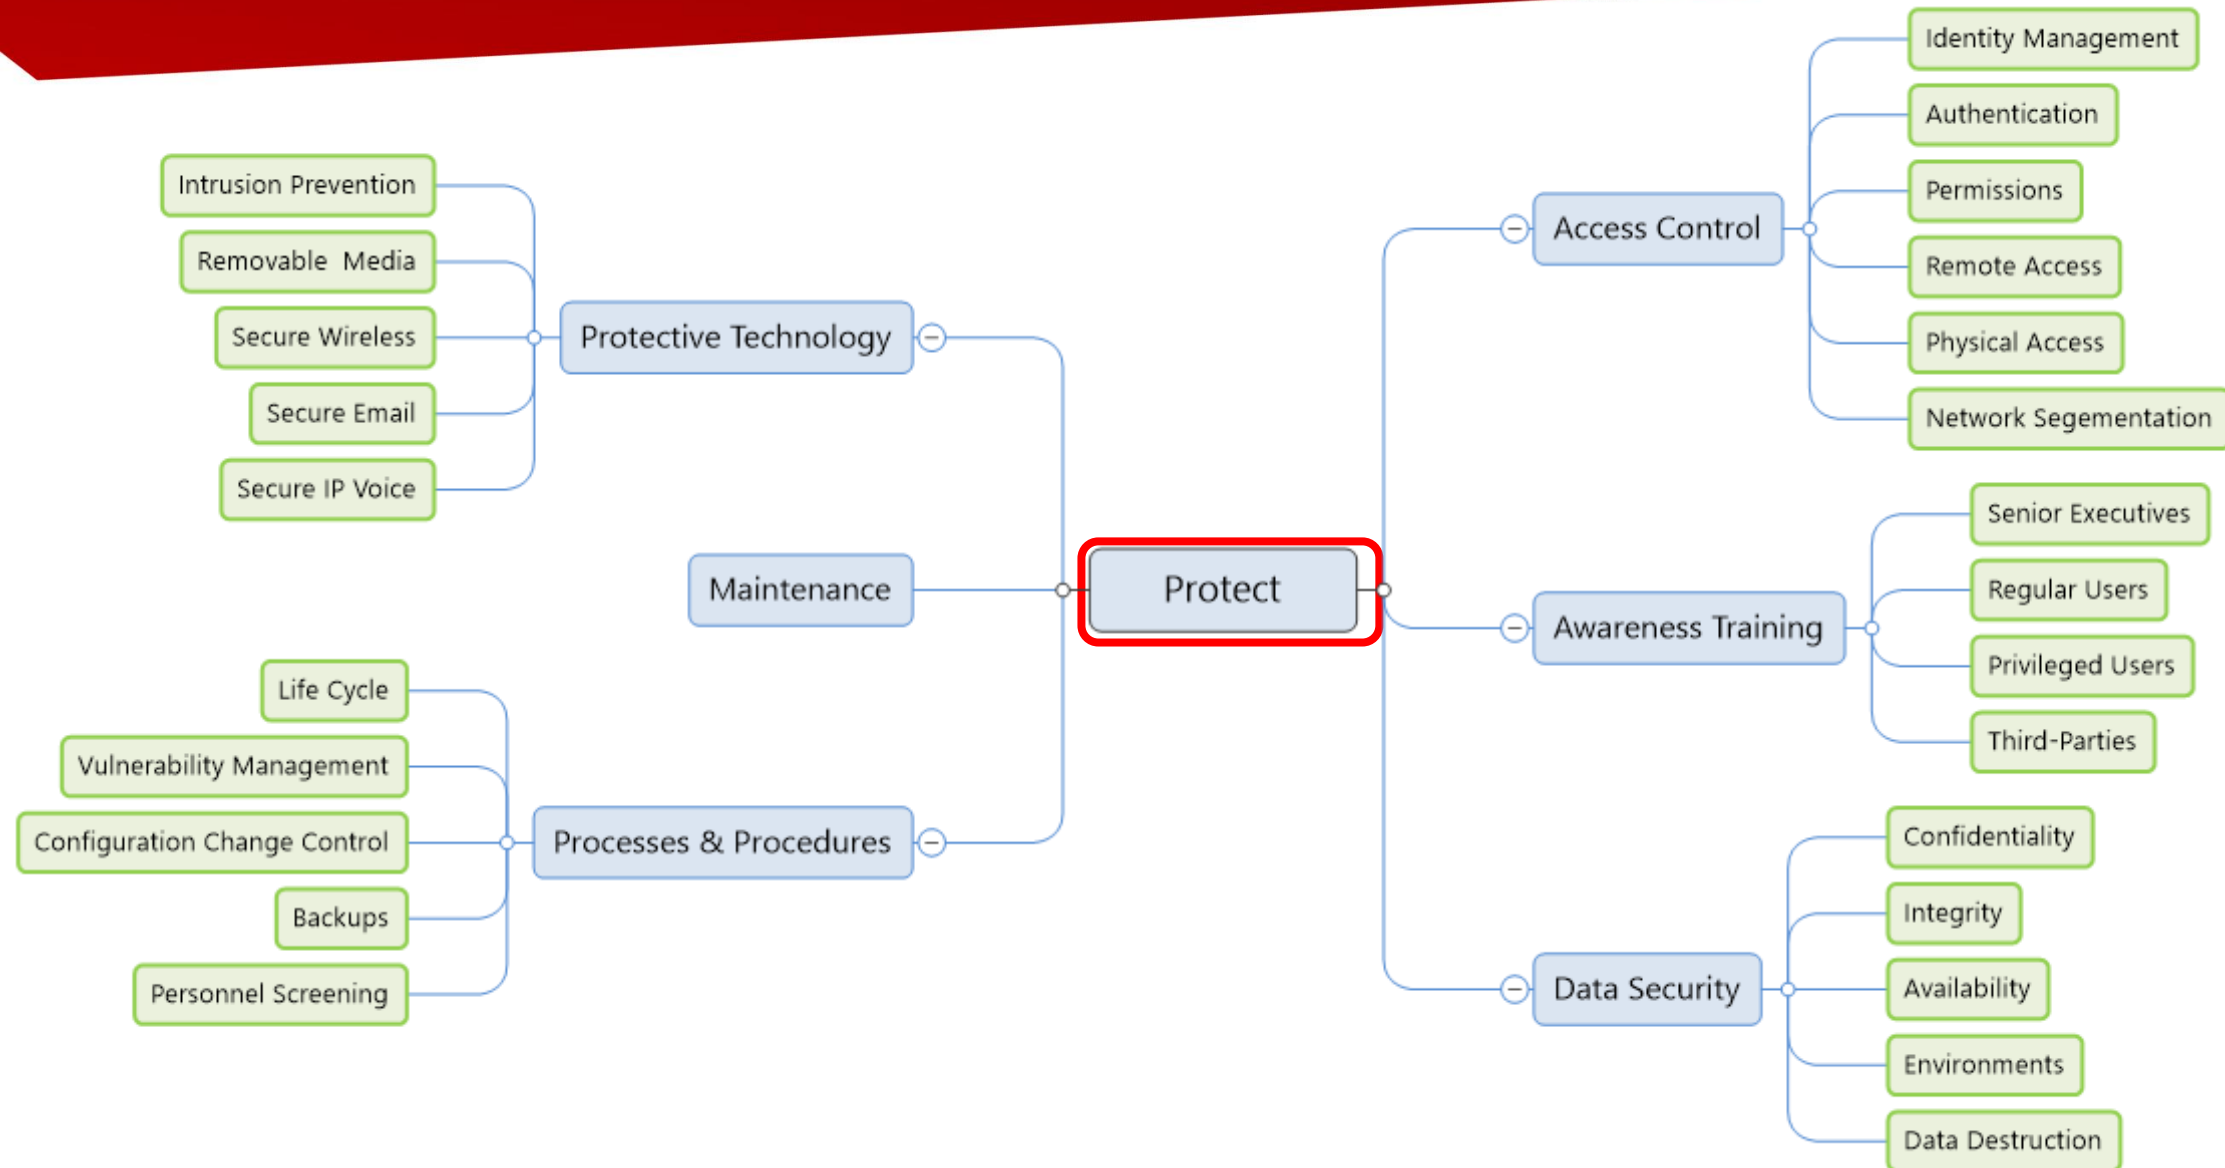 Protect
Access Control
Identity Management
Authentication
Permissions
Remote Access
Physical Access
Network Segementation
Awareness Training
Senior Executives
Regular Users
Privileged Users
Third-Parties
Data Security
Confidentiality
Integrity
Availability
Environments
Data Destruction
Protective Technology
Intrusion Prevention
Removable  Media
Secure Wireless
Secure Email
Secure IP Voice
Maintenance
Processes & Procedures
Life Cycle
Vulnerability Management
Configuration Change Control
Backups
Personnel Screening